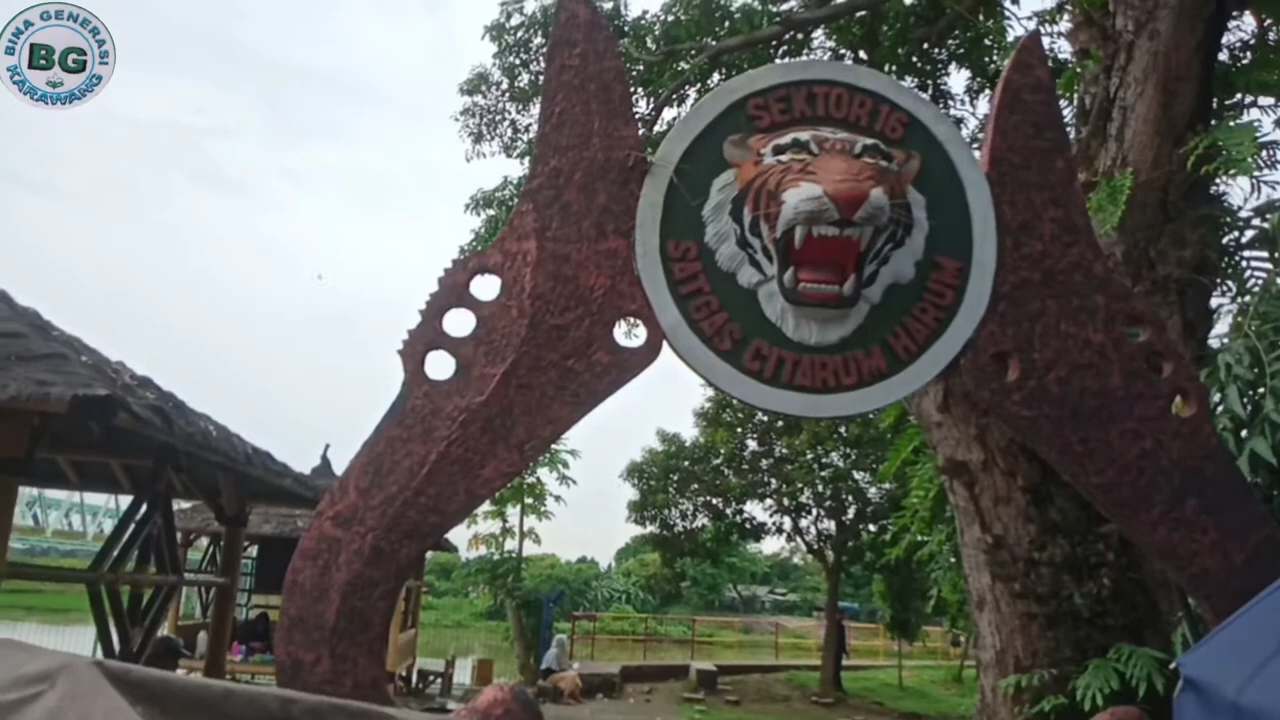 BINA GENERASI
BG
KARAWANG
SEKTOR 16
SATGAS CITARUM HARUM